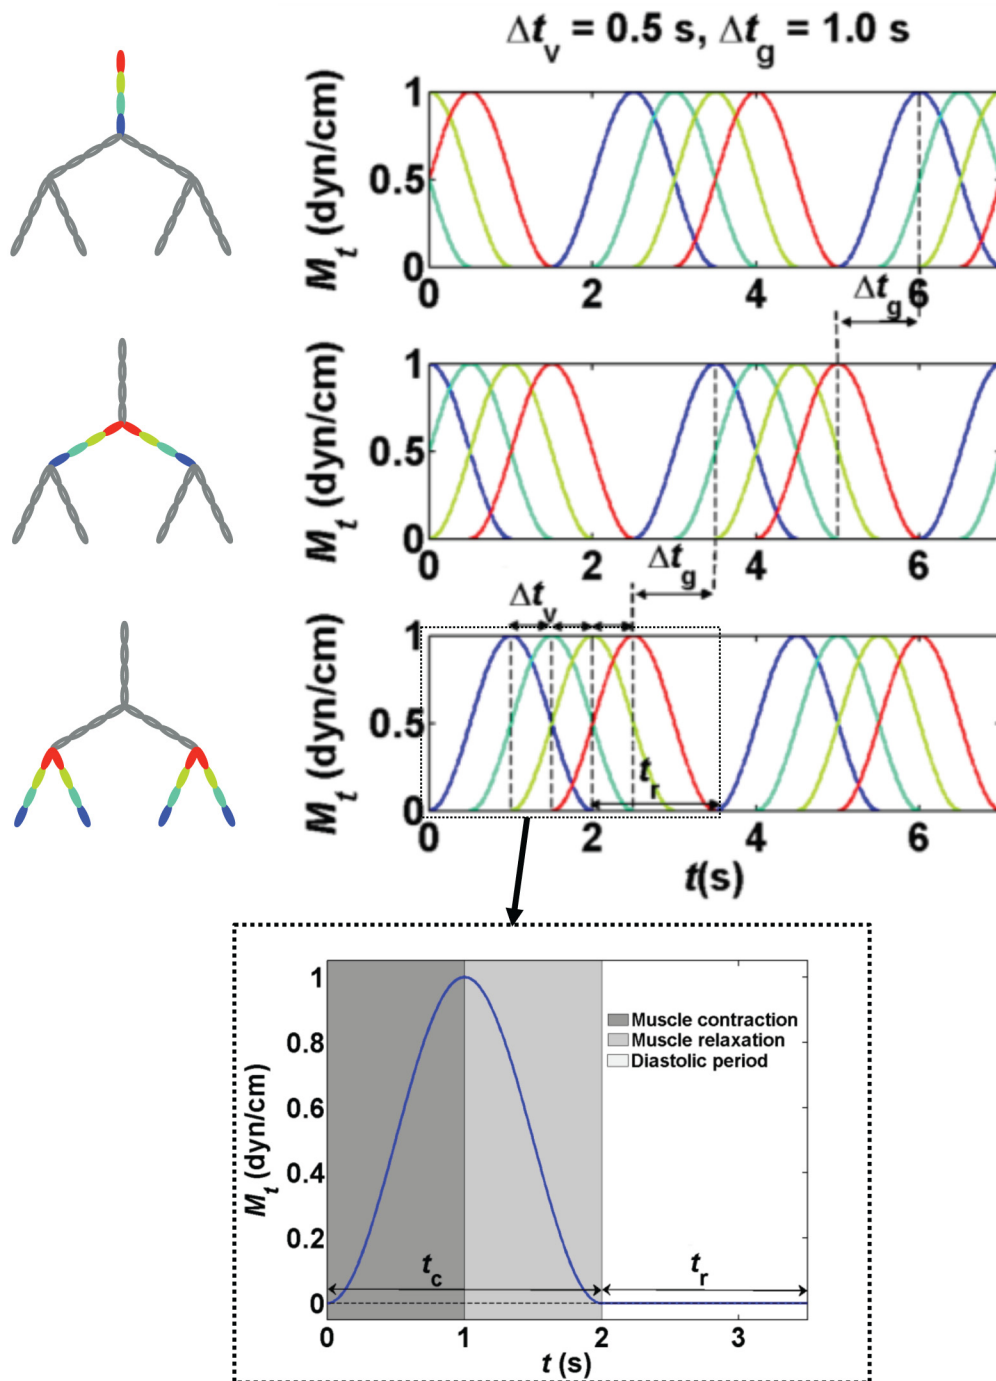 Δt_v = 0.5 s, Δt_g = 1.0 s
M_t (dyn/cm)
1
0.5
0
0 2 4 6
Δt_g
M_t (dyn/cm)
1
0.5
0
0 2 4 6
Δt_g
Δt_v
M_t (dyn/cm)
1
0.5
0
t_r
0 2 4 6
t(s)
M_t (dyn/cm)
1
0.8
0.6
0.4
0.2
0
Muscle contraction
Muscle relaxation
Diastolic period
t_c
t_r
0 1 2 3
t (s)